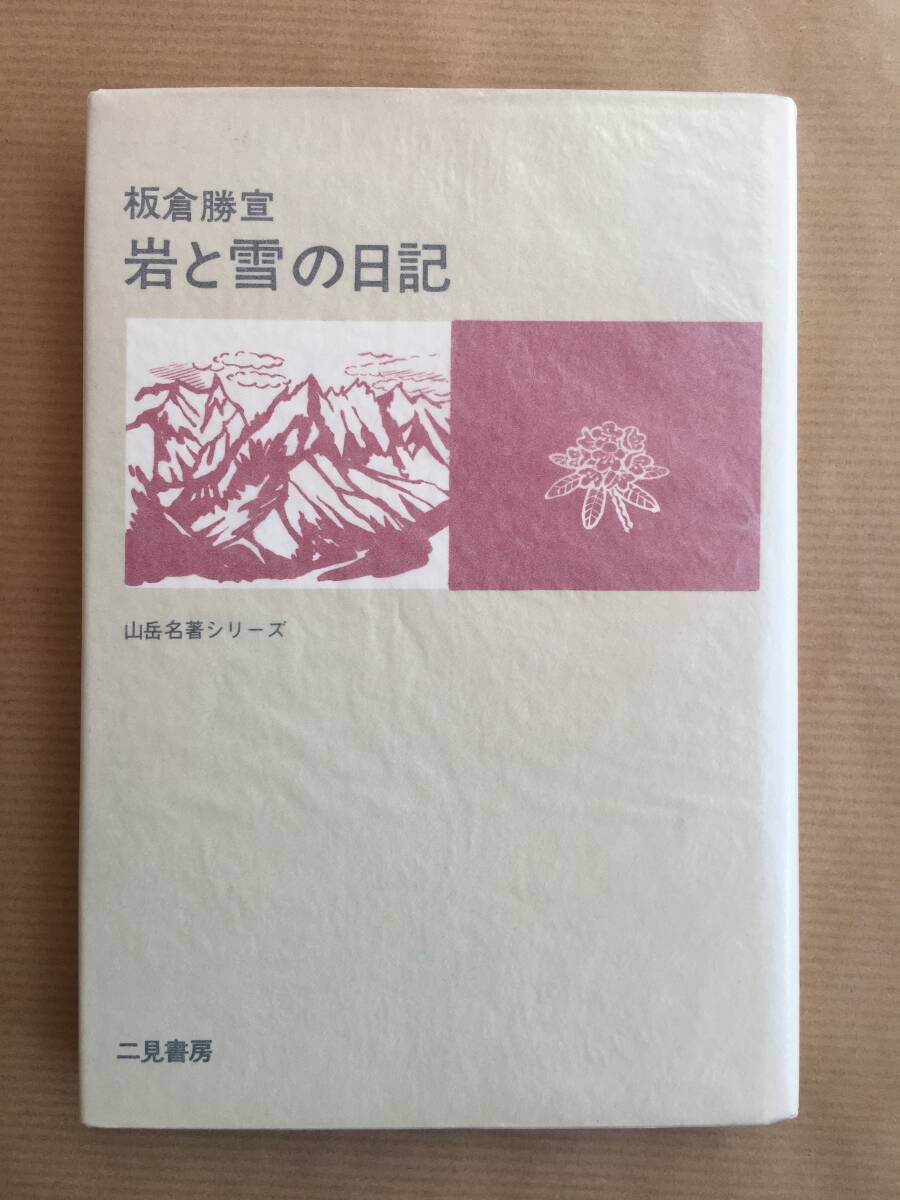 板倉勝宣
岩と雪の日記
山岳名著シリーズ
二見書房